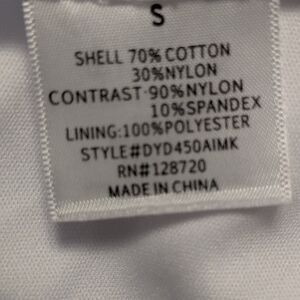 S
SHELL 70% COTTON
30%NYLON
CONTRAST-90%NYLON
10%SPANDEX
LINING:100%POLYESTER
STYLE#DYD450AIMK
RN#128720
MADE IN CHINA